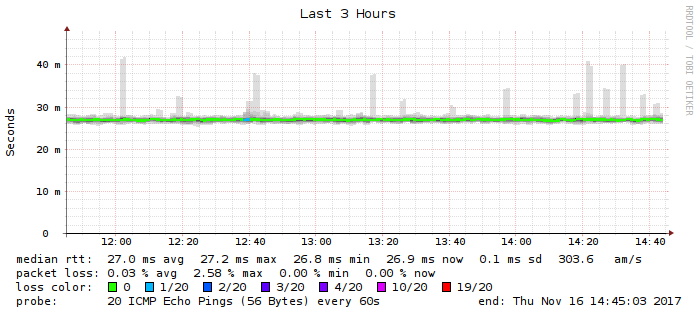 Last 3 Hours
RRDTOOL / TOBI OETIKER
Seconds
40 m
30 m
20 m
10 m
0
12:00 12:20 12:40 13:00 13:20 13:40 14:00 14:20 14:40
median rtt: 27.0 ms avg 27.2 ms max 26.8 ms min 26.9 ms now 0.1 ms sd 303.6 am/s
packet loss: 0.03 % avg 2.58 % max 0.00 % min 0.00 % now
loss color: 0 1/20 2/20 3/20 4/20 10/20 19/20
probe: 20 ICMP Echo Pings (56 Bytes) every 60s end: Thu Nov 16 14:45:03 2017